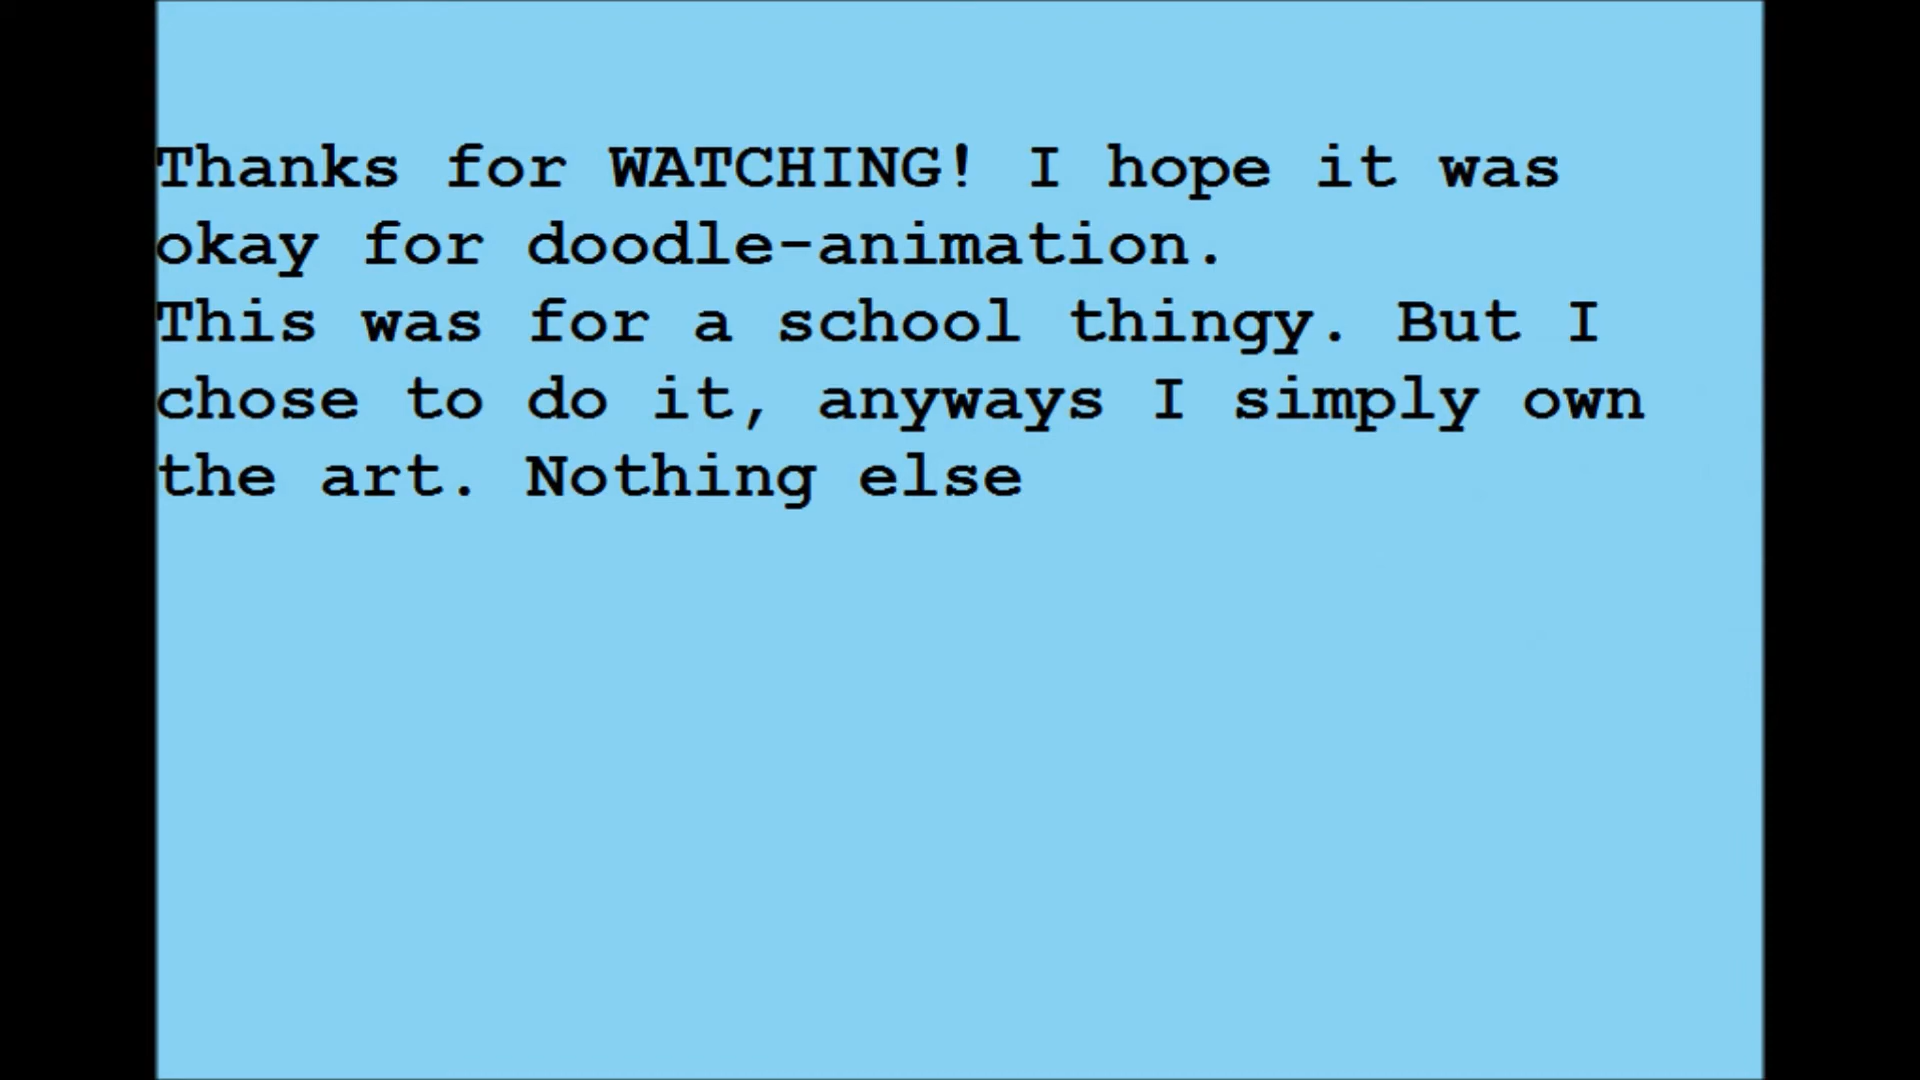 Thanks for WATCHING! I hope it was
okay for doodle-animation.
This was for a school thingy. But I
chose to do it, anyways I simply own
the art. Nothing else